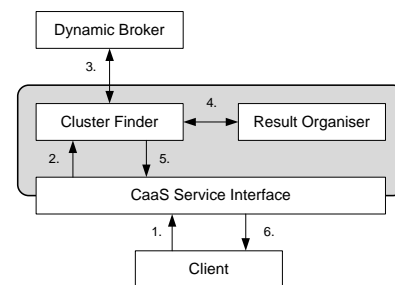 Dynamic Broker
3.
4.
Cluster Finder
Result Organiser
2.
5.
CaaS Service Interface
1.
6.
Client